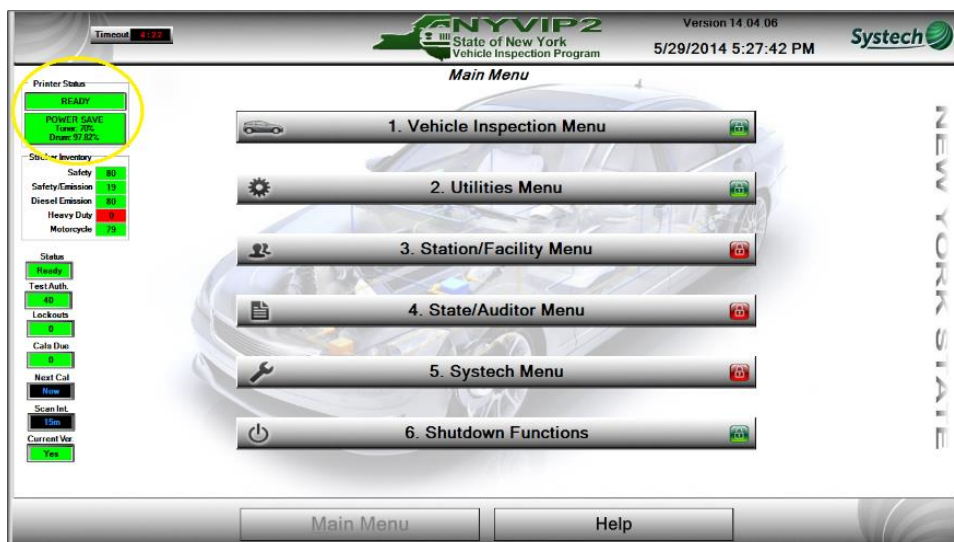 Timeout 4:22
NYVIP2
State of New York
Vehicle Inspection Program
Version 14.04.06
5/29/2014 5:27:42 PM
Systech
Main Menu
Printer Status
READY
POWER SAVE
Toner: 70%
Drum: 97.82%
Sticker Inventory
Safety 80
Safety/Emission 19
Diesel Emission 80
Heavy Duty 0
Motorcycle 79
Status
Ready
Test Auth.
40
Lockouts
0
Cals Due
0
Next Cal
Now
Scan Int.
15m
Current Ver.
Yes
1. Vehicle Inspection Menu
2. Utilities Menu
3. Station/Facility Menu
4. State/Auditor Menu
5. Systech Menu
6. Shutdown Functions
NEW YORK STATE
Main Menu
Help